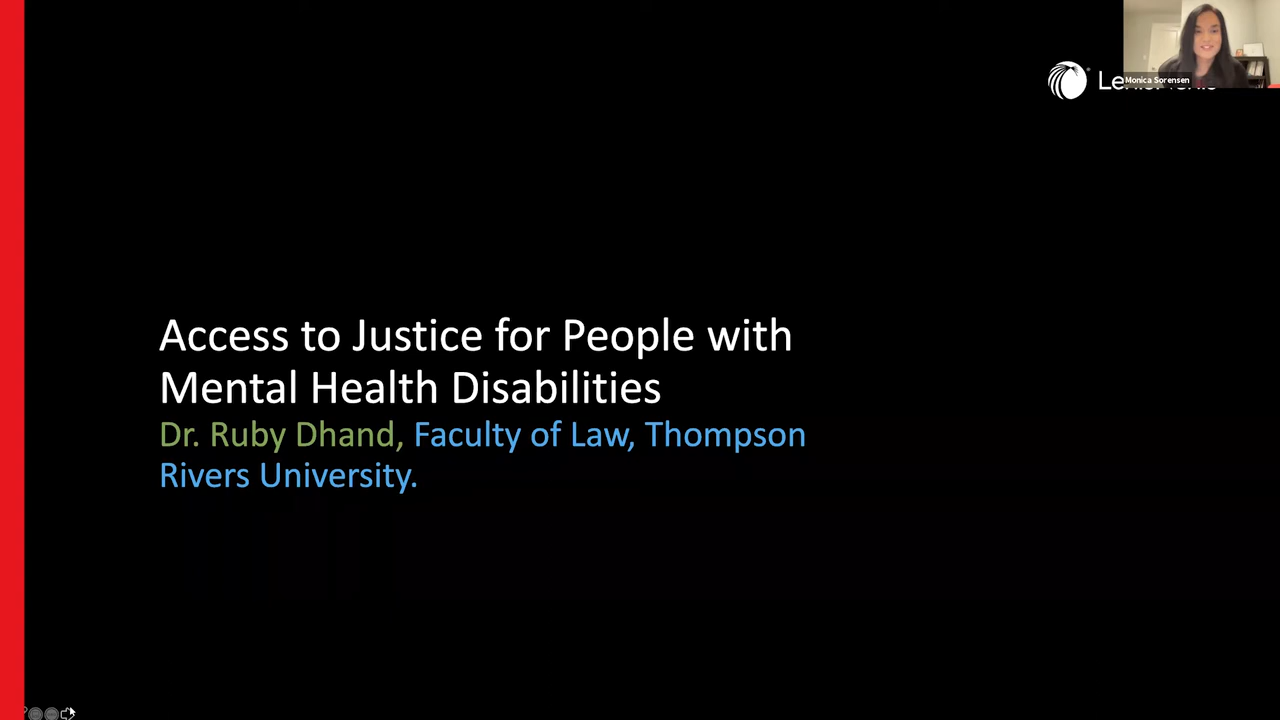 Monica Sorensen
Access to Justice for People with
Mental Health Disabilities
Dr. Ruby Dhand, Faculty of Law, Thompson
Rivers University.